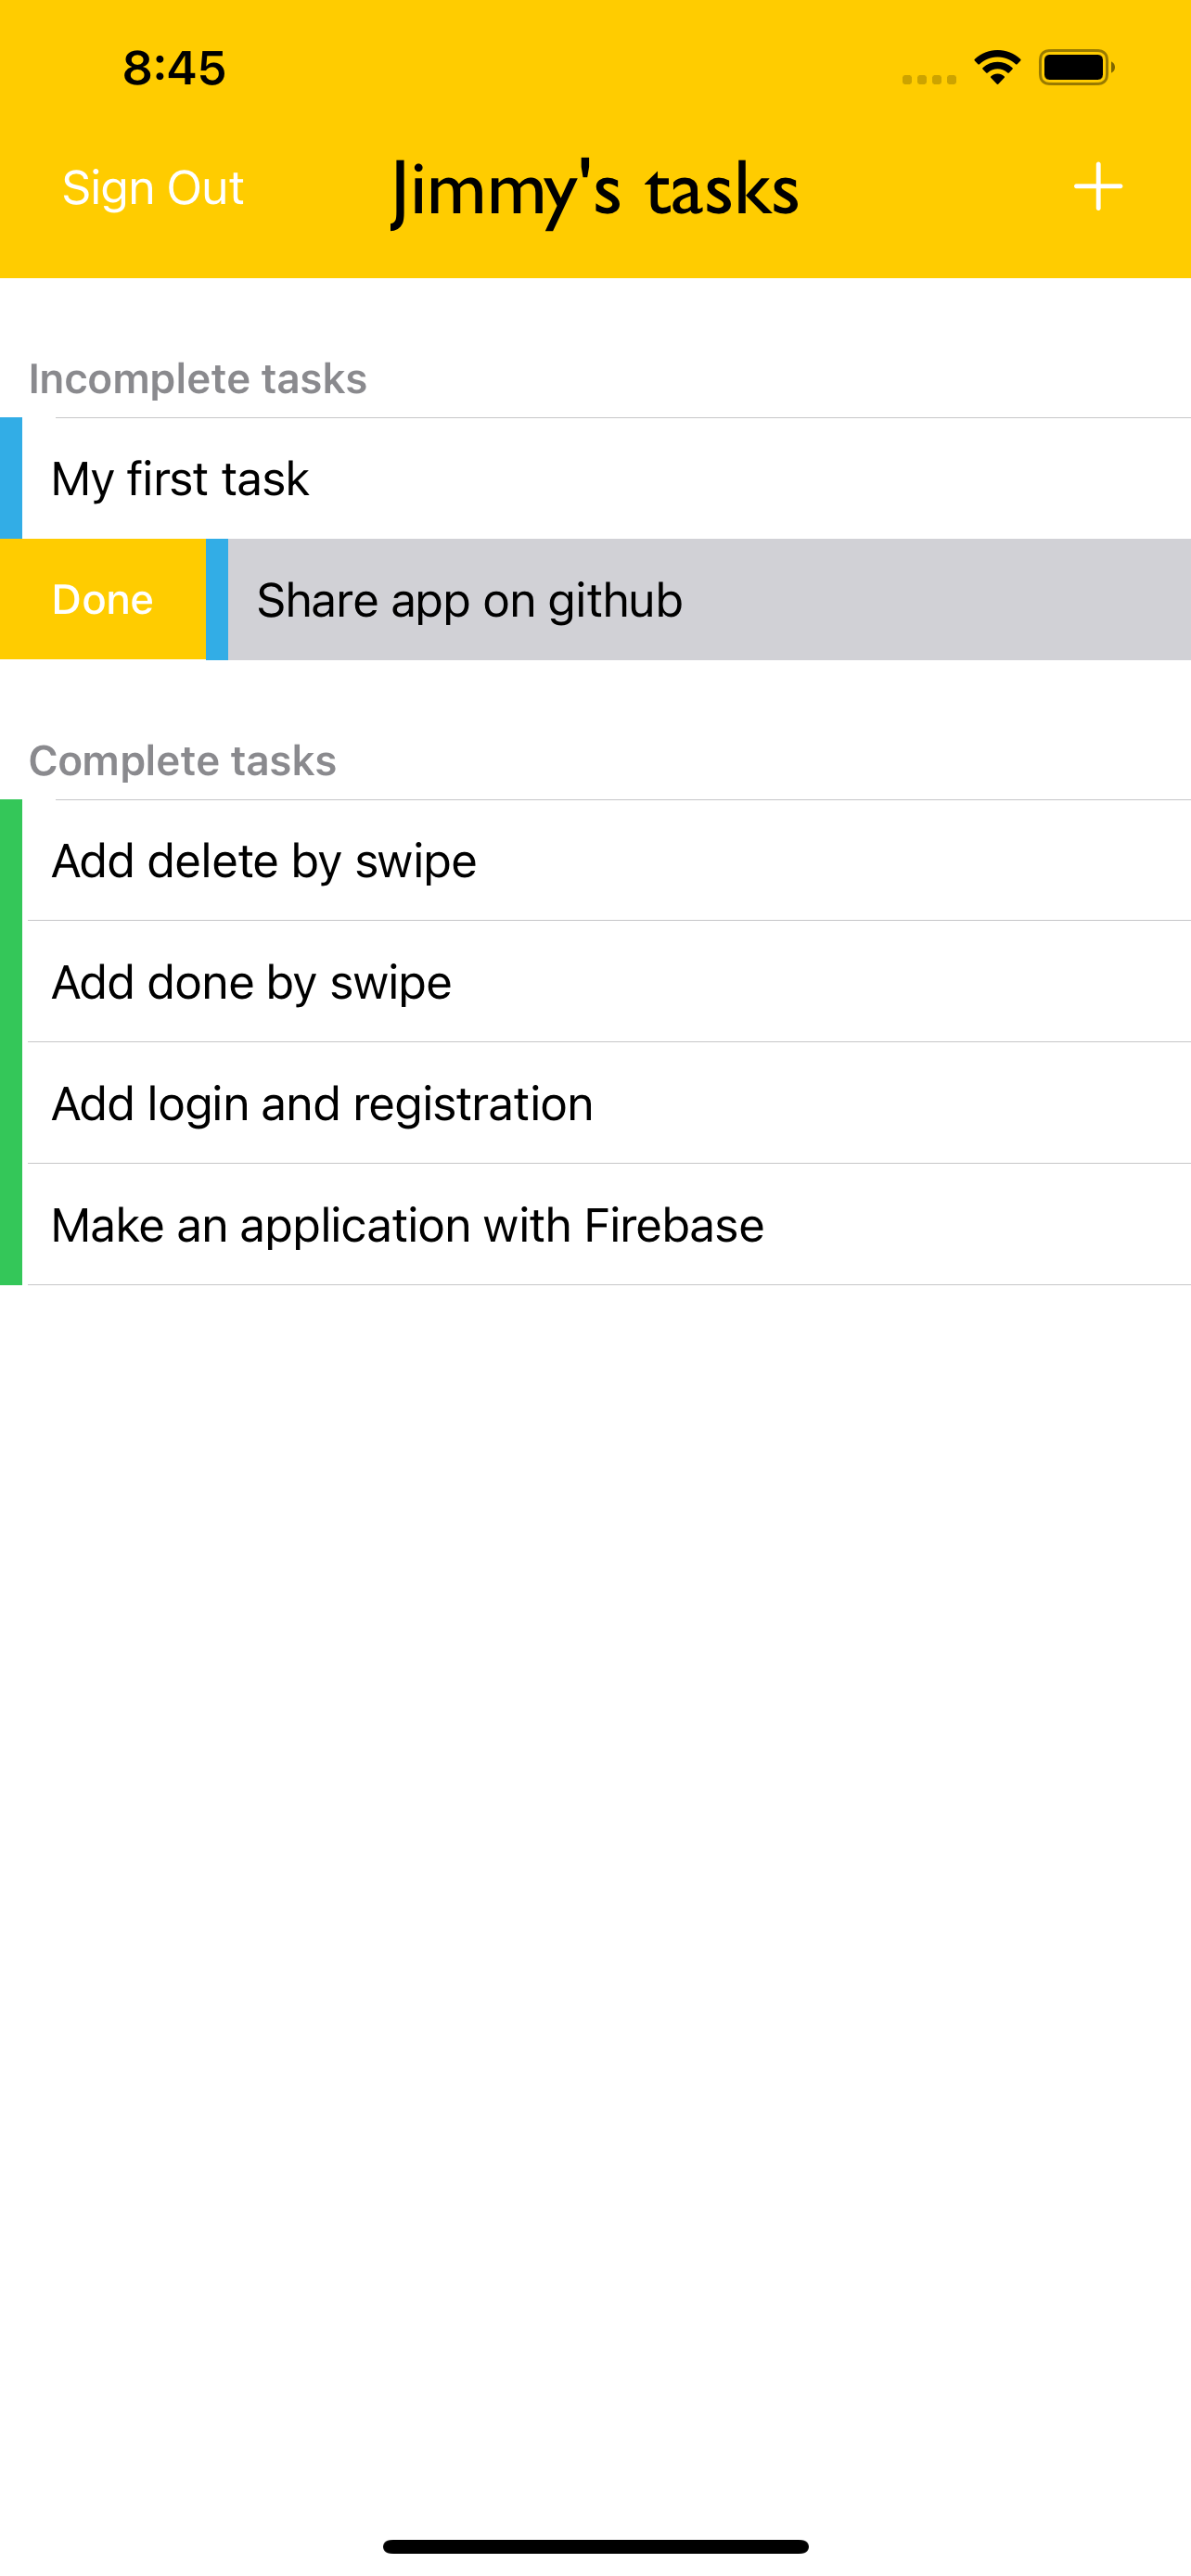 8:45
Sign Out
Jimmy's tasks
+
Incomplete tasks
My first task
Done
Share app on github
Complete tasks
Add delete by swipe
Add done by swipe
Add login and registration
Make an application with Firebase